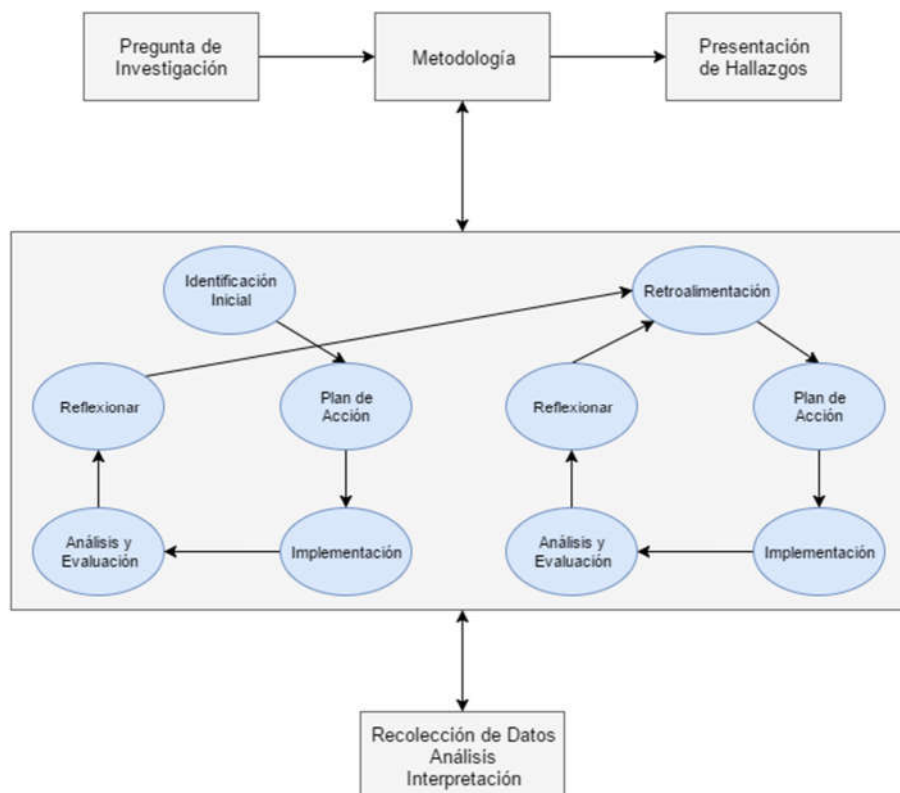 Pregunta de
Investigación
Metodología
Presentación
de Hallazgos
Identificación
Inicial
Retroalimentación
Reflexionar
Plan de
Acción
Reflexionar
Plan de
Acción
Análisis y
Evaluación
Implementación
Análisis y
Evaluación
Implementación
Recolección de Datos
Análisis
Interpretación